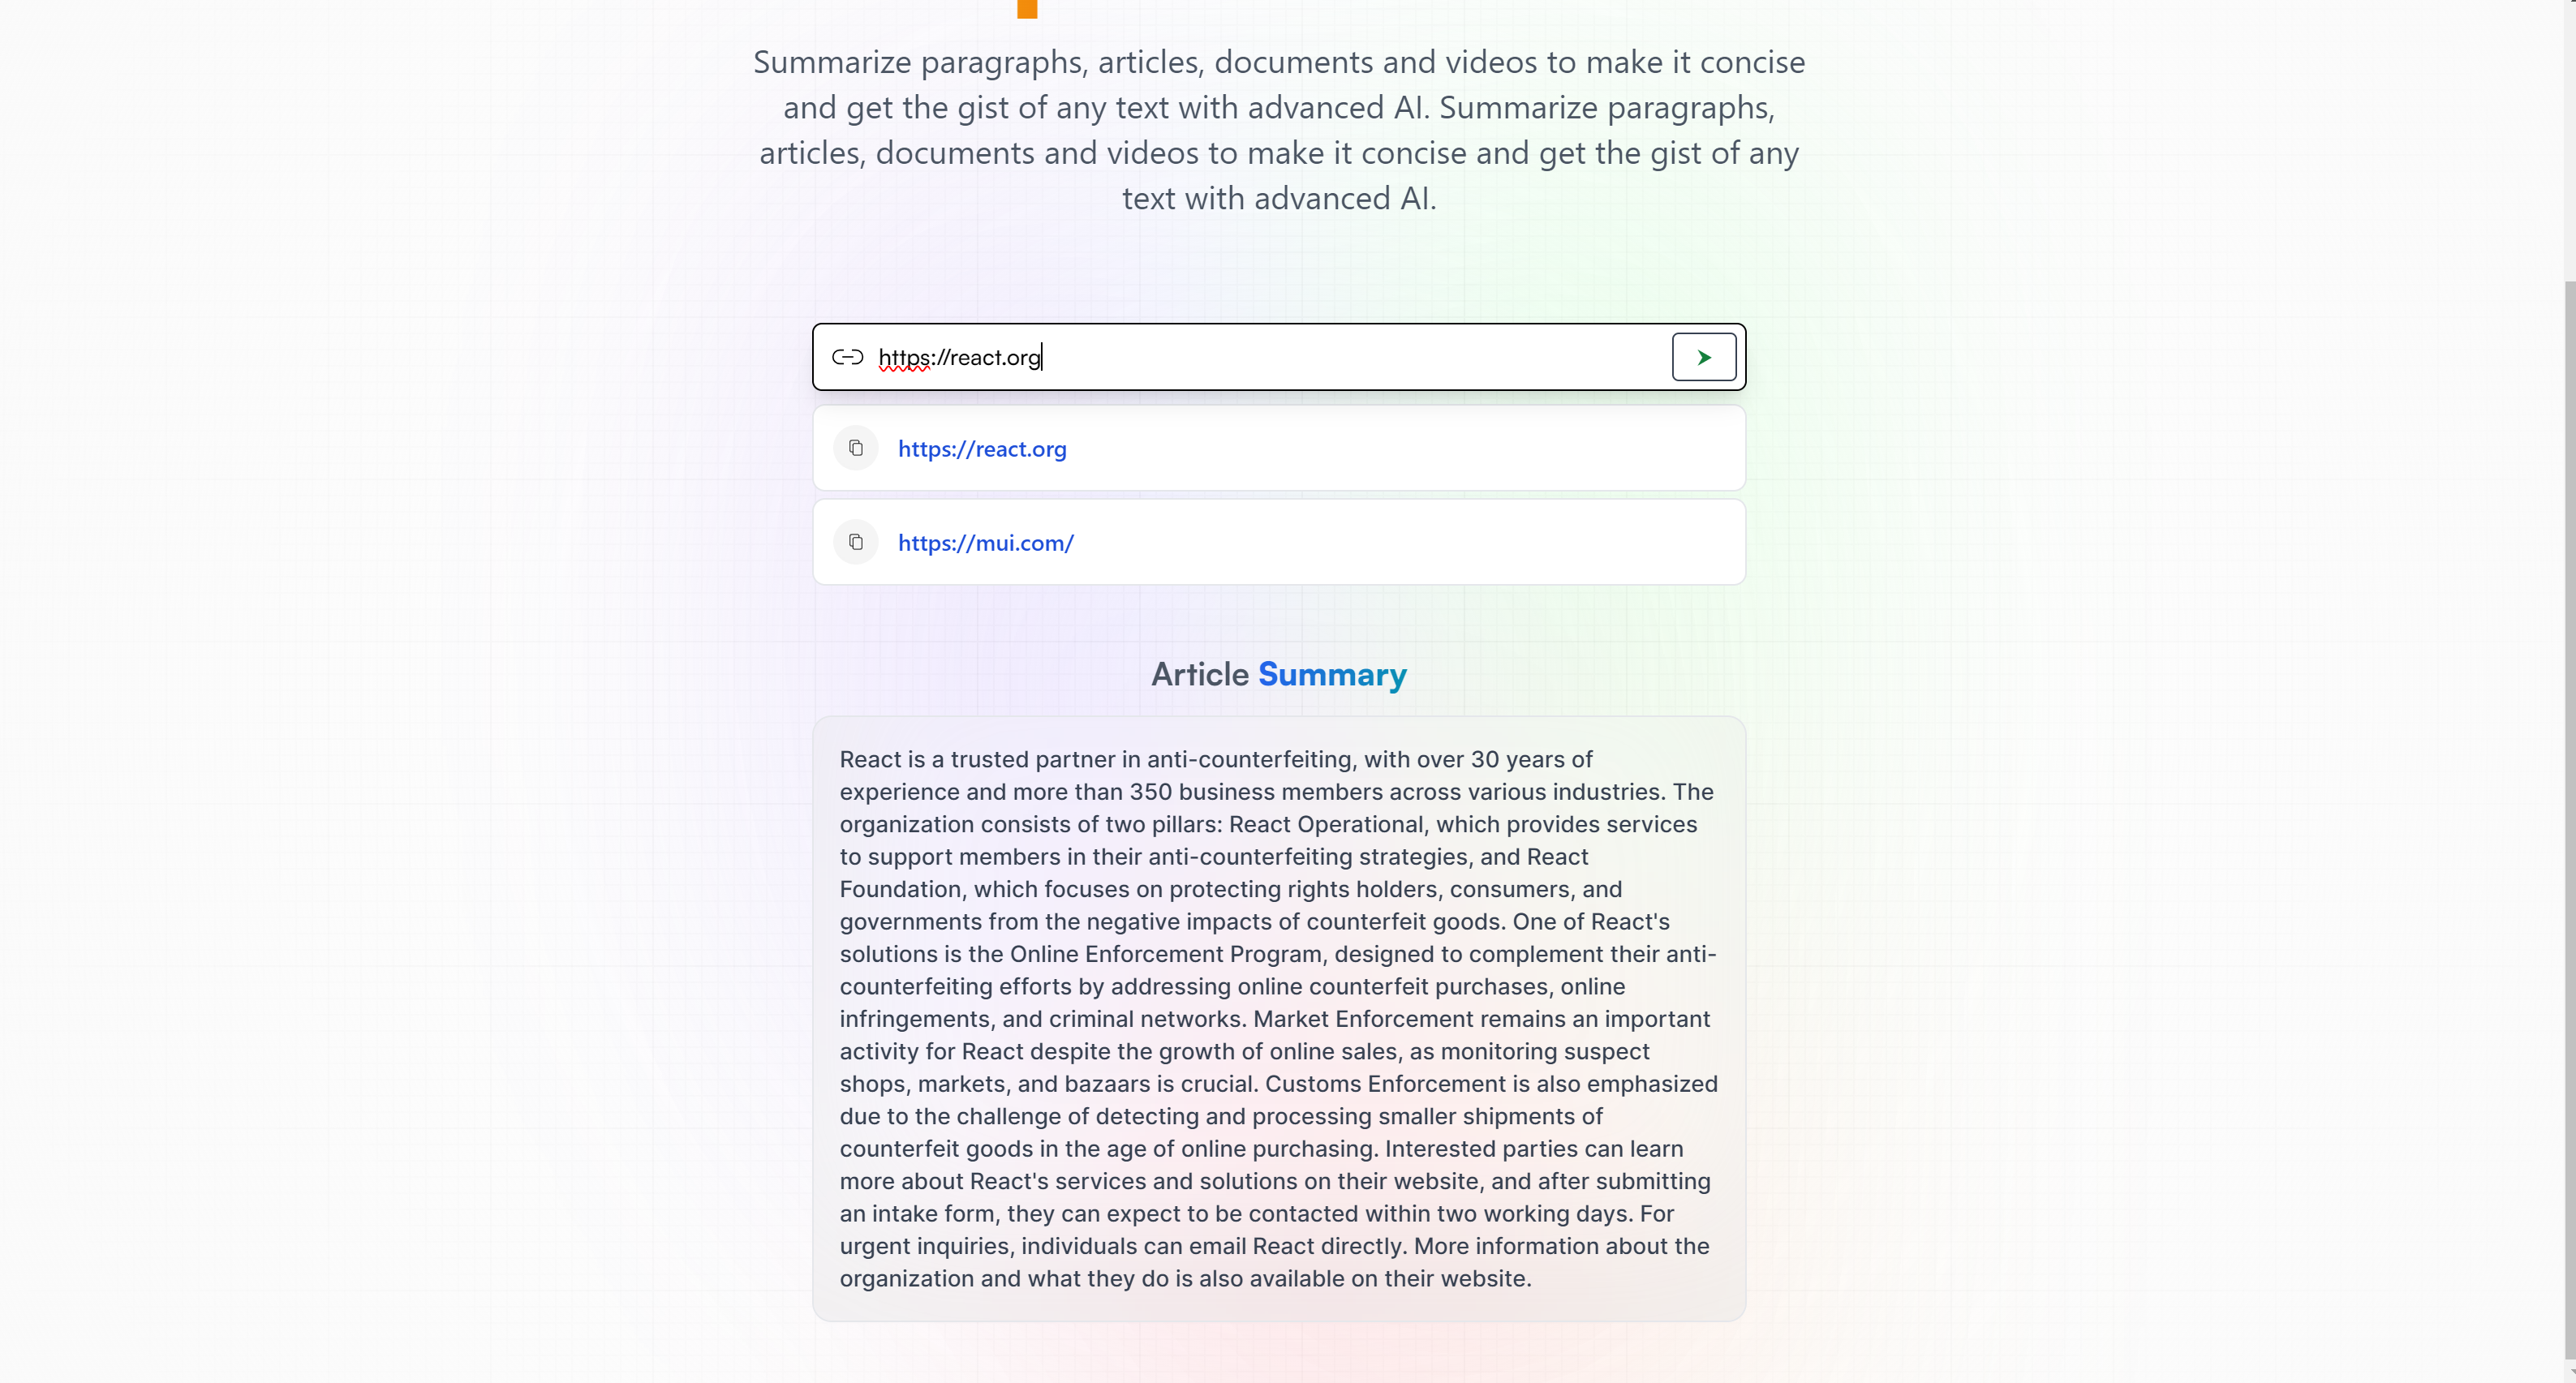 Summarize paragraphs, articles, documents and videos to make it concise
and get the gist of any text with advanced AI. Summarize paragraphs,
articles, documents and videos to make it concise and get the gist of any
text with advanced AI.
https://react.org
https://react.org
https://mui.com/
Article Summary
React is a trusted partner in anti-counterfeiting, with over 30 years of
experience and more than 350 business members across various industries. The
organization consists of two pillars: React Operational, which provides services
to support members in their anti-counterfeiting strategies, and React
Foundation, which focuses on protecting rights holders, consumers, and
governments from the negative impacts of counterfeit goods. One of React's
solutions is the Online Enforcement Program, designed to complement their anti-
counterfeiting efforts by addressing online counterfeit purchases, online
infringements, and criminal networks. Market Enforcement remains an important
activity for React despite the growth of online sales, as monitoring suspect
shops, markets, and bazaars is crucial. Customs Enforcement is also emphasized
due to the challenge of detecting and processing smaller shipments of
counterfeit goods in the age of online purchasing. Interested parties can learn
more about React's services and solutions on their website, and after submitting
an intake form, they can expect to be contacted within two working days. For
urgent inquiries, individuals can email React directly. More information about the
organization and what they do is also available on their website.